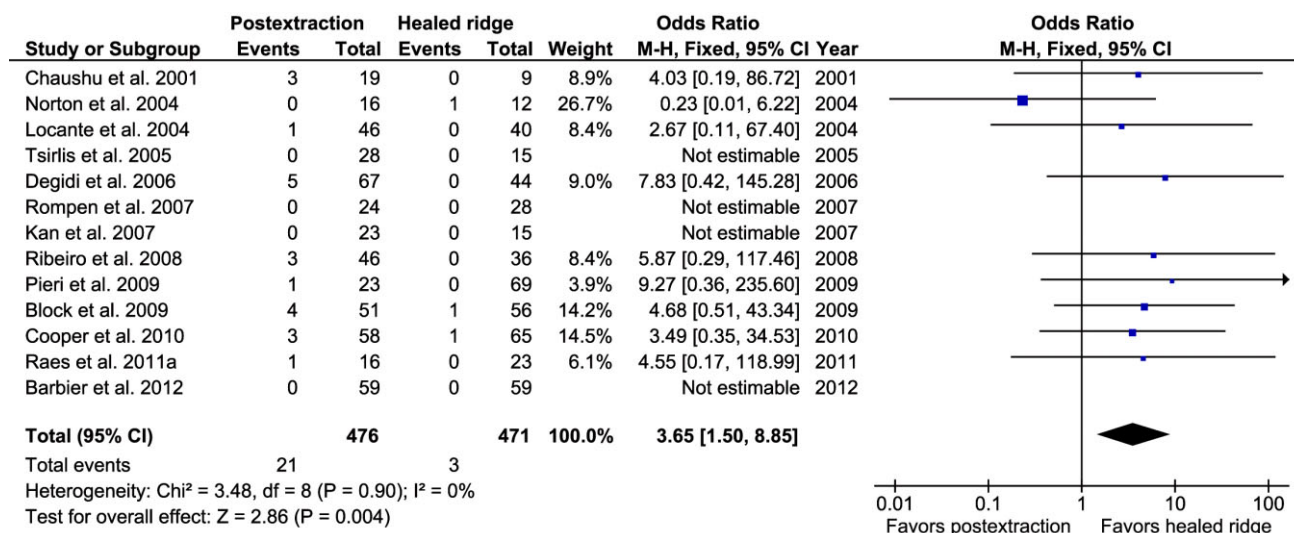 Postextraction Healed ridge Odds Ratio Odds Ratio
Study or Subgroup Events Total Events Total Weight M-H, Fixed, 95% CI Year M-H, Fixed, 95% CI
Chaushu et al. 2001 3 19 0 9 8.9% 4.03 [0.19, 86.72] 2001
Norton et al. 2004 0 16 1 12 26.7% 0.23 [0.01, 6.22] 2004
Locante et al. 2004 1 46 0 40 8.4% 2.67 [0.11, 67.40] 2004
Tsirlis et al. 2005 0 28 0 15 Not estimable 2005
Degidi et al. 2006 5 67 0 44 9.0% 7.83 [0.42, 145.28] 2006
Rompen et al. 2007 0 24 0 28 Not estimable 2007
Kan et al. 2007 0 23 0 15 Not estimable 2007
Ribeiro et al. 2008 3 46 0 36 8.4% 5.87 [0.29, 117.46] 2008
Pieri et al. 2009 1 23 0 69 3.9% 9.27 [0.36, 235.60] 2009
Block et al. 2009 4 51 1 56 14.2% 4.68 [0.51, 43.34] 2009
Cooper et al. 2010 3 58 1 65 14.5% 3.49 [0.35, 34.53] 2010
Raes et al. 2011a 1 16 0 23 6.1% 4.55 [0.17, 118.99] 2011
Barbier et al. 2012 0 59 0 59 Not estimable 2012
Total (95% CI) 476 471 100.0% 3.65 [1.50, 8.85]
Total events 21 3
Heterogeneity: Chi² = 3.48, df = 8 (P = 0.90); I² = 0%
Test for overall effect: Z = 2.86 (P = 0.004)
0.01 0.1 1 10 100
Favors postextraction Favors healed ridge